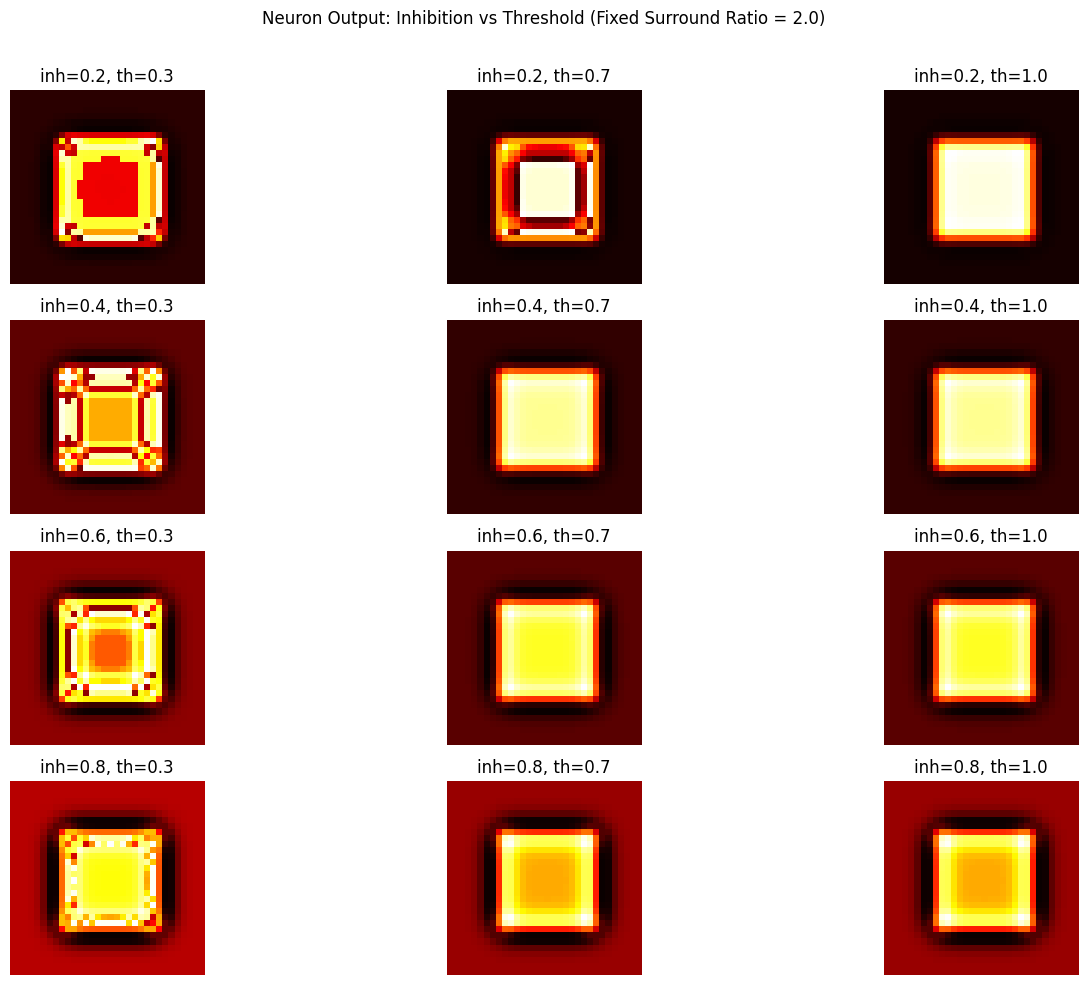 Neuron Output: Inhibition vs Threshold (Fixed Surround Ratio = 2.0)
inh=0.2, th=0.3
inh=0.2, th=0.7
inh=0.2, th=1.0
inh=0.4, th=0.3
inh=0.4, th=0.7
inh=0.4, th=1.0
inh=0.6, th=0.3
inh=0.6, th=0.7
inh=0.6, th=1.0
inh=0.8, th=0.3
inh=0.8, th=0.7
inh=0.8, th=1.0